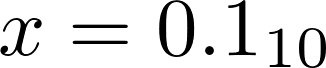 x = 0.1₁₀